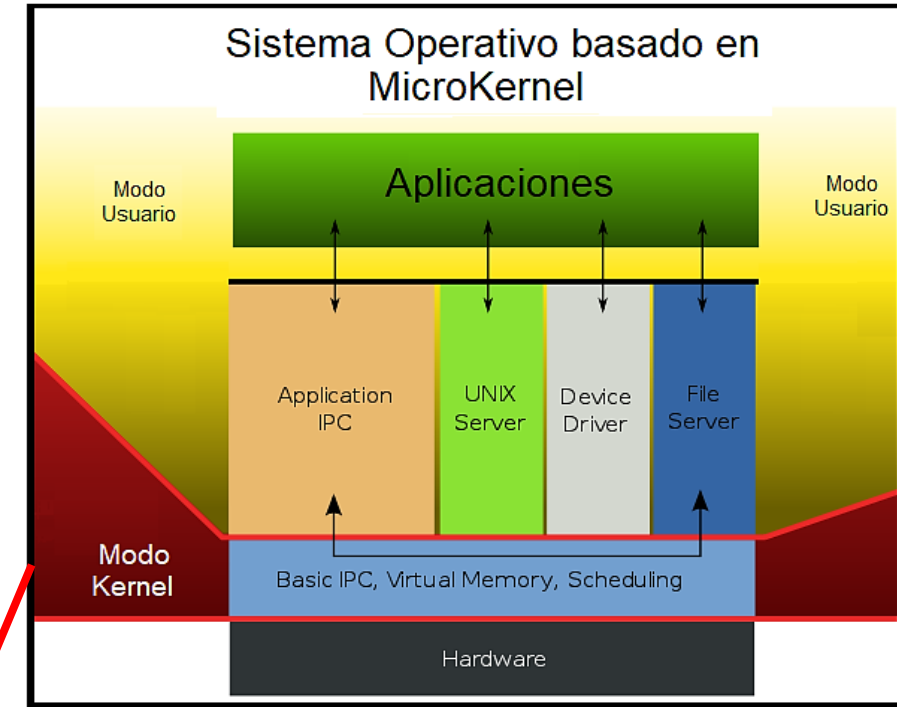 Sistema Operativo basado en
MicroKernel
Aplicaciones
Modo
Usuario
Modo
Usuario
Application
IPC
UNIX
Server
Device
Driver
File
Server
Modo
Kernel
Basic IPC, Virtual Memory, Scheduling
Hardware